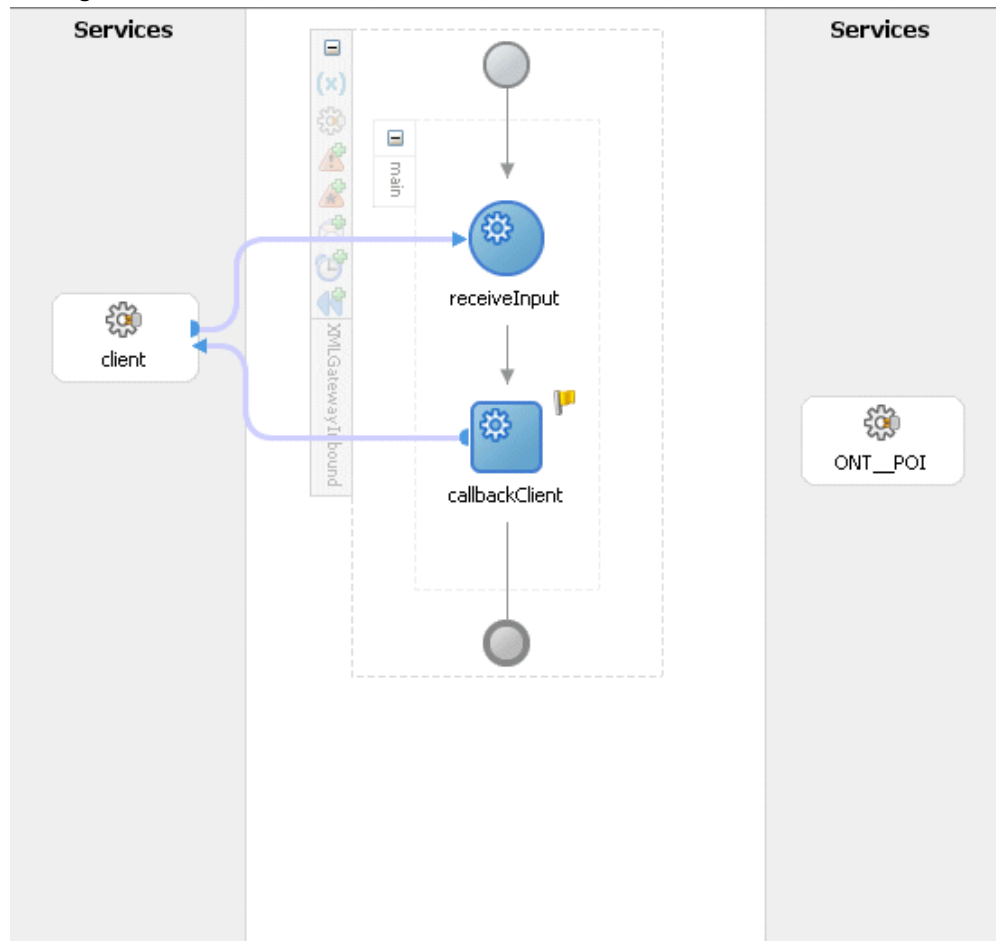 Services
Services
(x)
main
receiveInput
client
XMLGatewayInbound
callbackClient
ONT__POI